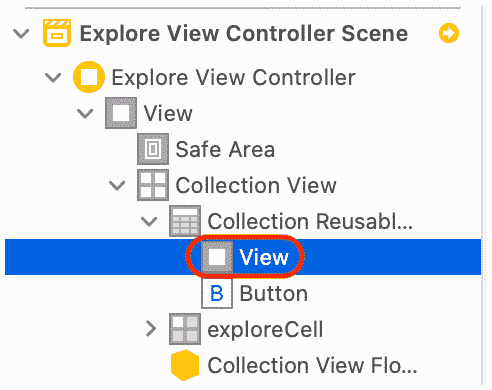 Explore View Controller Scene
Explore View Controller
View
Safe Area
Collection View
Collection Reusabl...
View
B Button
exploreCell
Collection View Flo...